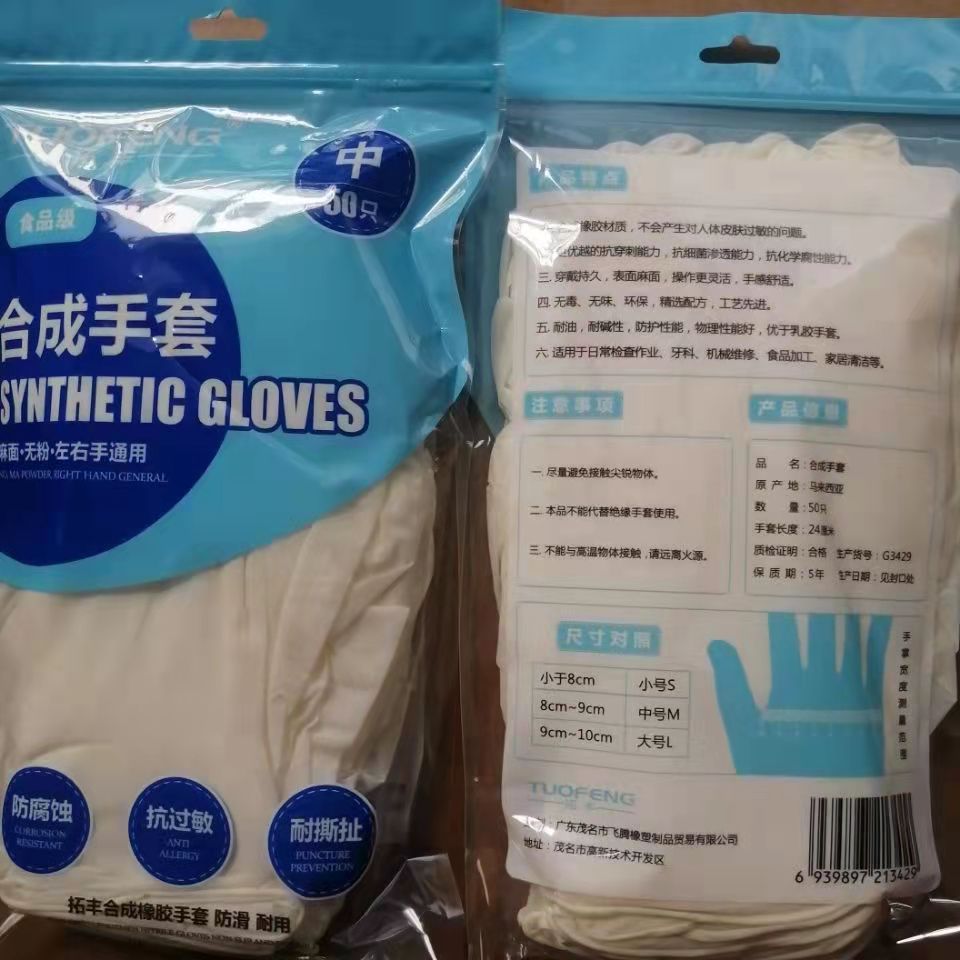 UOFENG
中
50只
食品级
合成手套
SYNTHETIC GLOVES
麻面·无粉·左右手通用
MA POWDER, RIGHT HAND GENERAL
防腐蚀
CORROSION
RESISTANT
抗过敏
ANTI
ALLERGY
耐撕扯
PUNCTURE
PREVENTION
拓丰合成橡胶手套 防滑 耐用
产品特点
橡胶材质，不会产生对人体皮肤过敏的问题。
优越的抗穿刺能力，抗细菌渗透能力，抗化学腐蚀能力。
三. 穿戴持久，表面麻面，操作更灵活，手感舒适。
四. 无毒、无味、环保，精选配方，工艺先进。
五. 耐油，耐碱性，防护性能，物理性能好，优于乳胶手套。
六. 适用于日常检查作业、牙科、机械维修、食品加工、家居清洁等。
注意事项
一. 尽量避免接触尖锐物体。
二. 本品不能代替绝缘手套使用。
三. 不能与高温物体接触，请远离火源。
产品信息
品 名：合成手套
原 产 地：马来西亚
数 量：50只
手套长度：24厘米
质检证明：合格 生产货号：G3429
保 质 期：5年 生产日期：见封口处
尺寸对照
小于8cm 小号S
8cm~9cm 中号M
9cm~10cm 大号L
手掌宽度测量范围
TUOFENG
广东茂名市飞腾橡塑制品贸易有限公司
地址：茂名市高新技术开发区
6 939897 213429